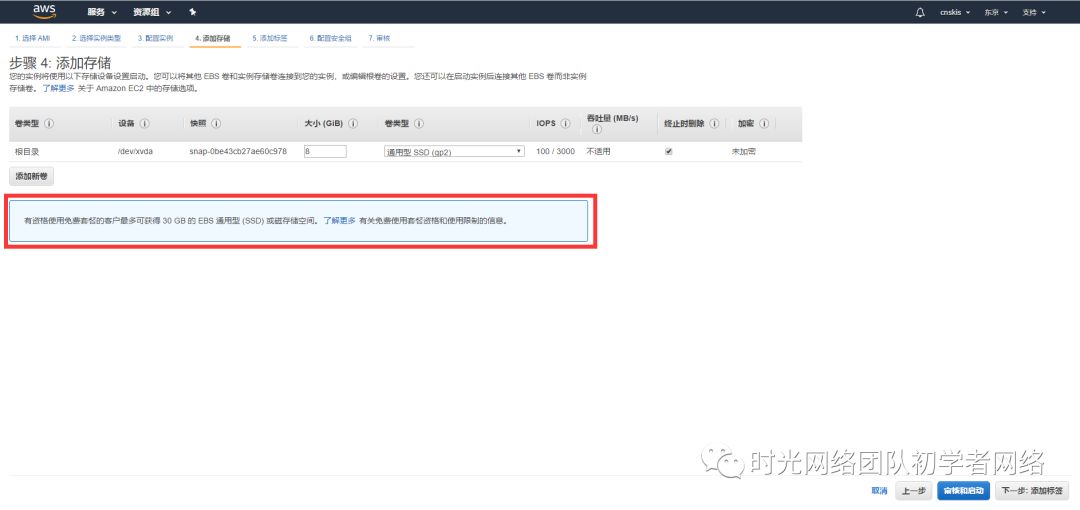 aws 服务 资源组 cnskis 东京 支持
1. 选择 AMI 2. 选择实例类型 3. 配置实例 4. 添加存储 5. 添加标签 6. 配置安全组 7. 审核
步骤 4: 添加存储
您的实例将使用以下存储设备设置启动。您可以将其他 EBS 卷和实例存储卷连接到您的实例，或编辑根卷的设置。您还可以在启动实例后连接其他 EBS 卷而非实例
存储卷。 了解更多 关于 Amazon EC2 中的存储选项。
卷类型 设备 快照 大小 (GiB) 卷类型 IOPS 吞吐量 (MB/s) 终止时删除 加密
根目录 /dev/xvda snap-0be43cb27ae60c978 8 通用型 SSD (gp2) 100 / 3000 不适用 未加密
添加新卷
有资格使用免费套餐的客户最多可获得 30 GB 的 EBS 通用型 (SSD) 或磁存储空间。 了解更多 有关免费使用套餐资格和使用限制的信息。
时光网络团队初学者网络
取消 上一步 审核和启动 下一步: 添加标签